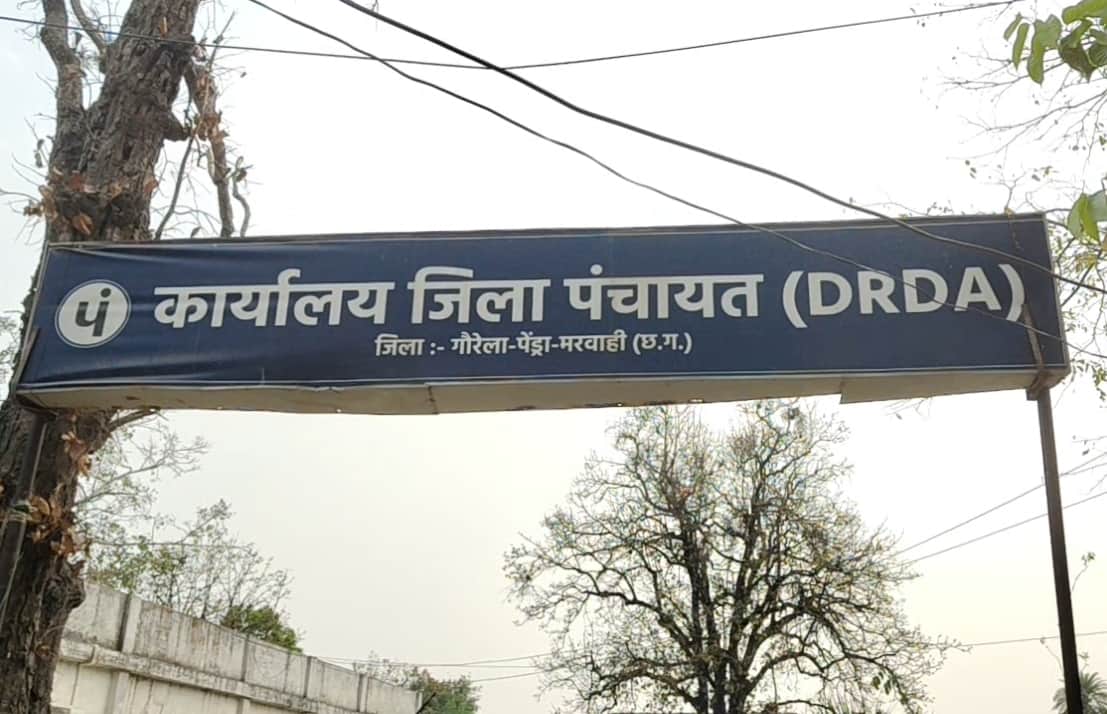 पं
कार्यालय जिला पंचायत (DRDA)
जिला :- गौरेला-पेंड्रा-मरवाही (छ.ग.)